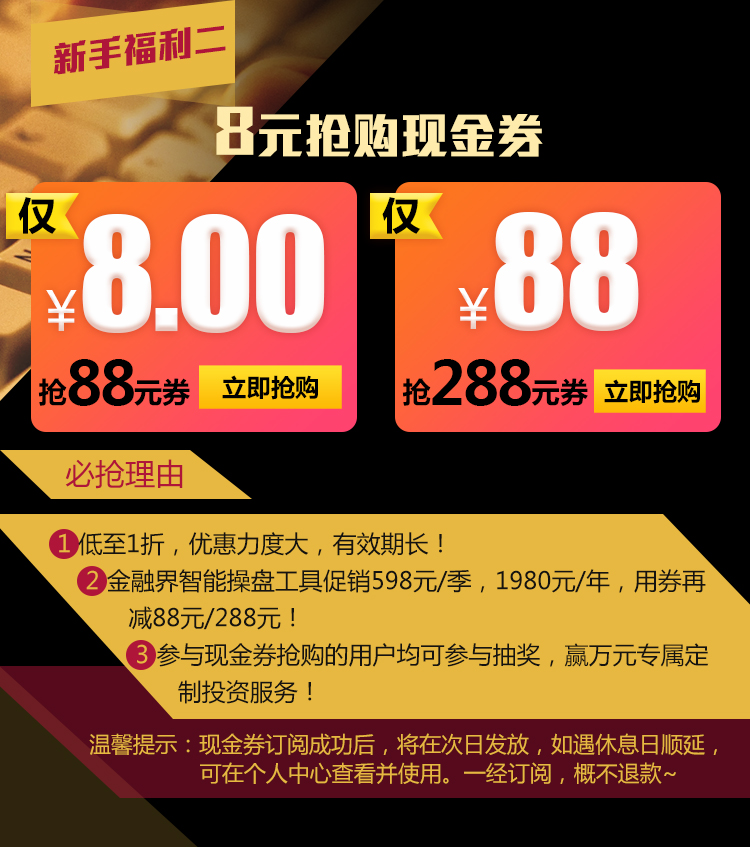 新手福利二
8元抢购现金券
仅
¥8.00
抢88元券 立即抢购
仅
¥88
抢288元券 立即抢购
必抢理由
1 低至1折，优惠力度大，有效期长！
2 金融界智能操盘工具促销598元/季，1980元/年，用券再
减88元/288元！
3 参与现金券抢购的用户均可参与抽奖，赢万元专属定
制投资服务！
温馨提示：现金券订阅成功后，将在次日发放，如遇休息日顺延，
可在个人中心查看并使用。一经订阅，概不退款~